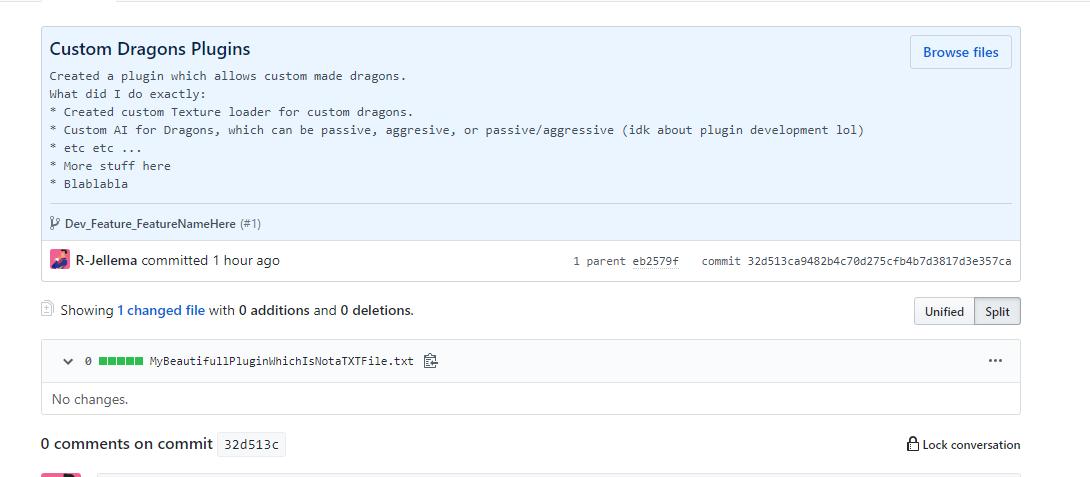 Custom Dragons Plugins
Browse files
Created a plugin which allows custom made dragons.
What did I do exactly:
* Created custom Texture loader for custom dragons.
* Custom AI for Dragons, which can be passive, aggresive, or passive/aggressive (idk about plugin development lol)
* etc etc ...
* More stuff here
* Blablabla
Dev_Feature_FeatureNameHere (#1)
R-Jellema committed 1 hour ago
1 parent eb2579f commit 32d513ca9482b4c70d275cfb4b7d3817d3e357ca
Showing 1 changed file with 0 additions and 0 deletions.
Unified Split
0 MyBeautifullPluginWhichIsNotaTXTFile.txt
No changes.
0 comments on commit 32d513c
Lock conversation